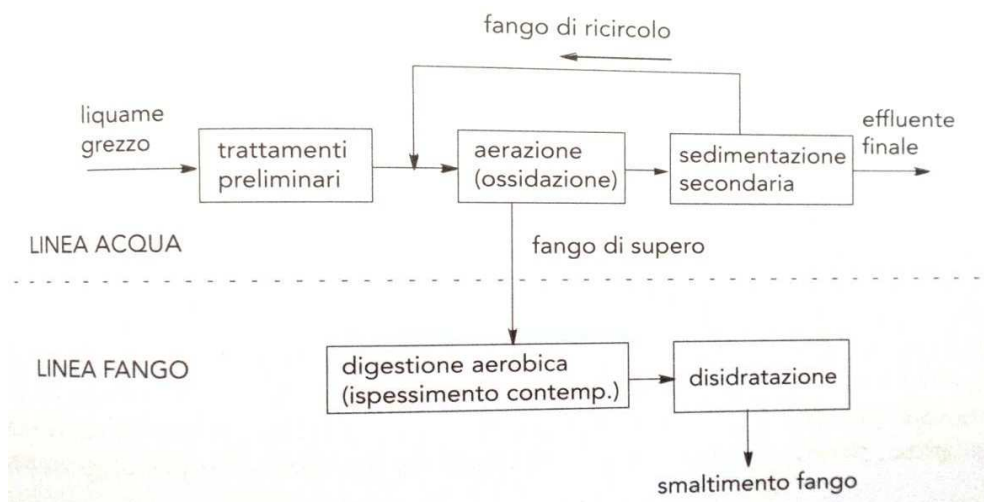 fango di ricircolo
liquame
grezzo
trattamenti
preliminari
aerazione
(ossidazione)
sedimentazione
secondaria
effluente
finale
LINEA ACQUA
fango di supero
LINEA FANGO
digestione aerobica
(ispessimento contemp.)
disidratazione
smaltimento fango